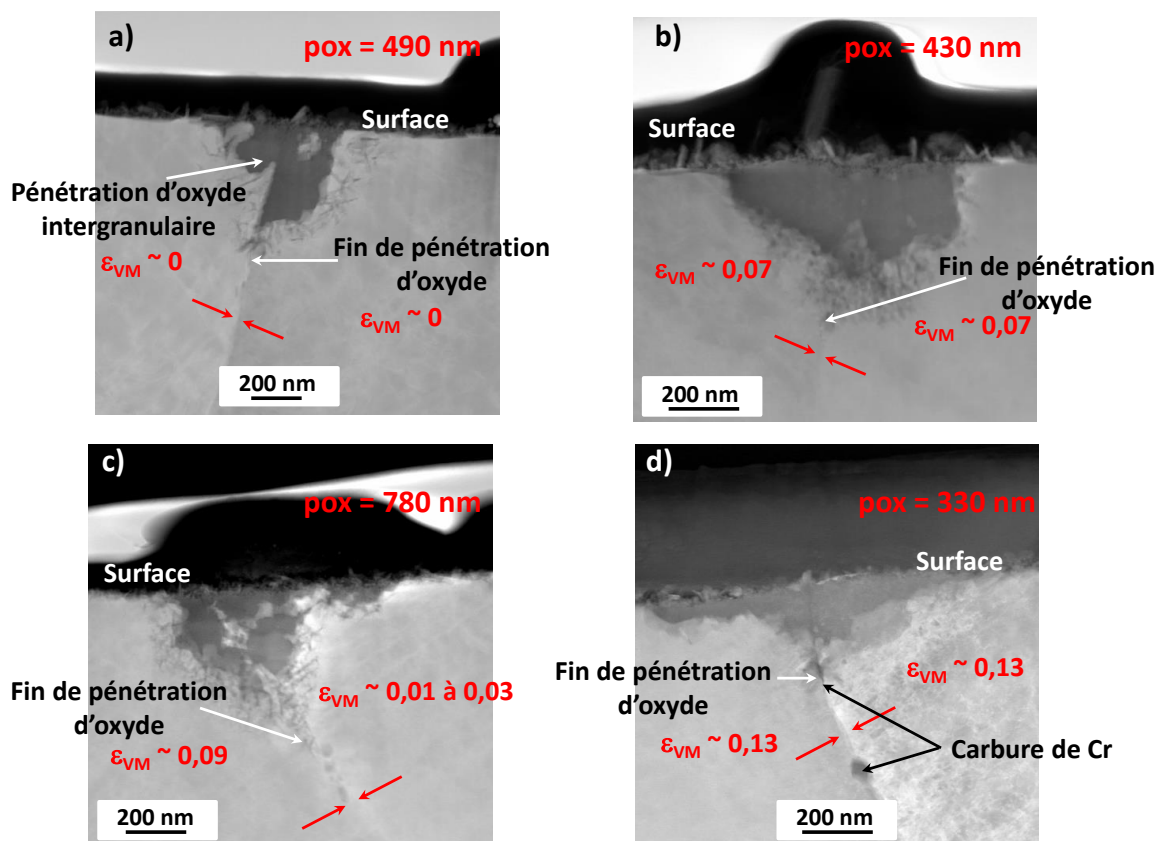 a)
pox = 490 nm
Surface
Pénétration d'oxyde
intergranulaire
Fin de pénétration
d'oxyde
εVM ~ 0
εVM ~ 0
200 nm
b)
pox = 430 nm
Surface
εVM ~ 0,07
Fin de pénétration
d'oxyde
εVM ~ 0,07
200 nm
c)
pox = 780 nm
Surface
Fin de pénétration
d'oxyde
εVM ~ 0,01 à 0,03
εVM ~ 0,09
200 nm
d)
pox = 330 nm
Surface
Fin de pénétration
d'oxyde
εVM ~ 0,13
εVM ~ 0,13
Carbure de Cr
200 nm